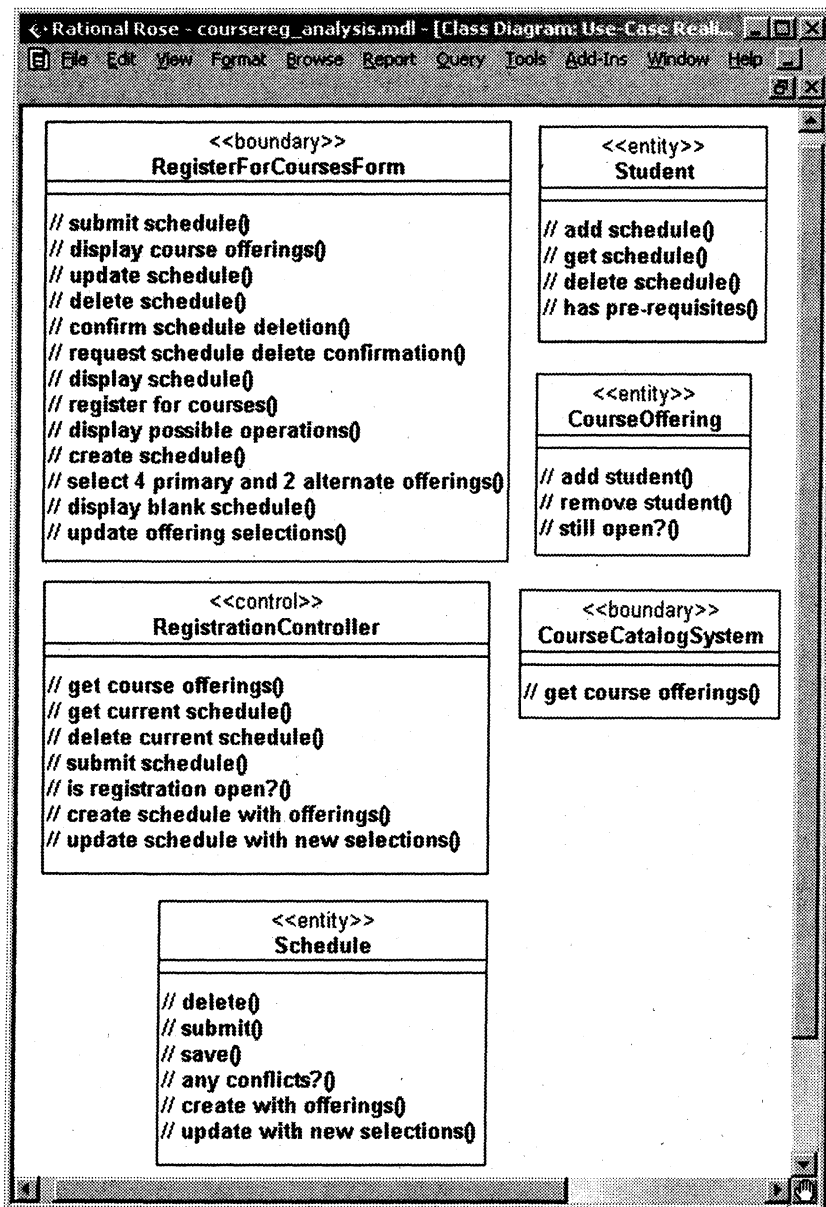 Rational Rose - coursereg_analysis.mdl - [Class Diagram: Use-Case Reali...
File Edit View Format Browse Report Query Tools Add-Ins Window Help
<<boundary>>
RegisterForCoursesForm
// submit schedule()
// display course offerings()
// update schedule()
// delete schedule()
// confirm schedule deletion()
// request schedule delete confirmation()
// display schedule()
// register for courses()
// display possible operations()
// create schedule()
// select 4 primary and 2 alternate offerings()
// display blank schedule()
// update offering selections()
<<entity>>
Student
// add schedule()
// get schedule()
// delete schedule()
// has pre-requisites()
<<entity>>
CourseOffering
// add student()
// remove student()
// still open?()
<<control>>
RegistrationController
// get course offerings()
// get current schedule()
// delete current schedule()
// submit schedule()
// is registration open?()
// create schedule with offerings()
// update schedule with new selections()
<<boundary>>
CourseCatalogSystem
// get course offerings()
<<entity>>
Schedule
// delete()
// submit()
// save()
// any conflicts?()
// create with offerings()
// update with new selections()